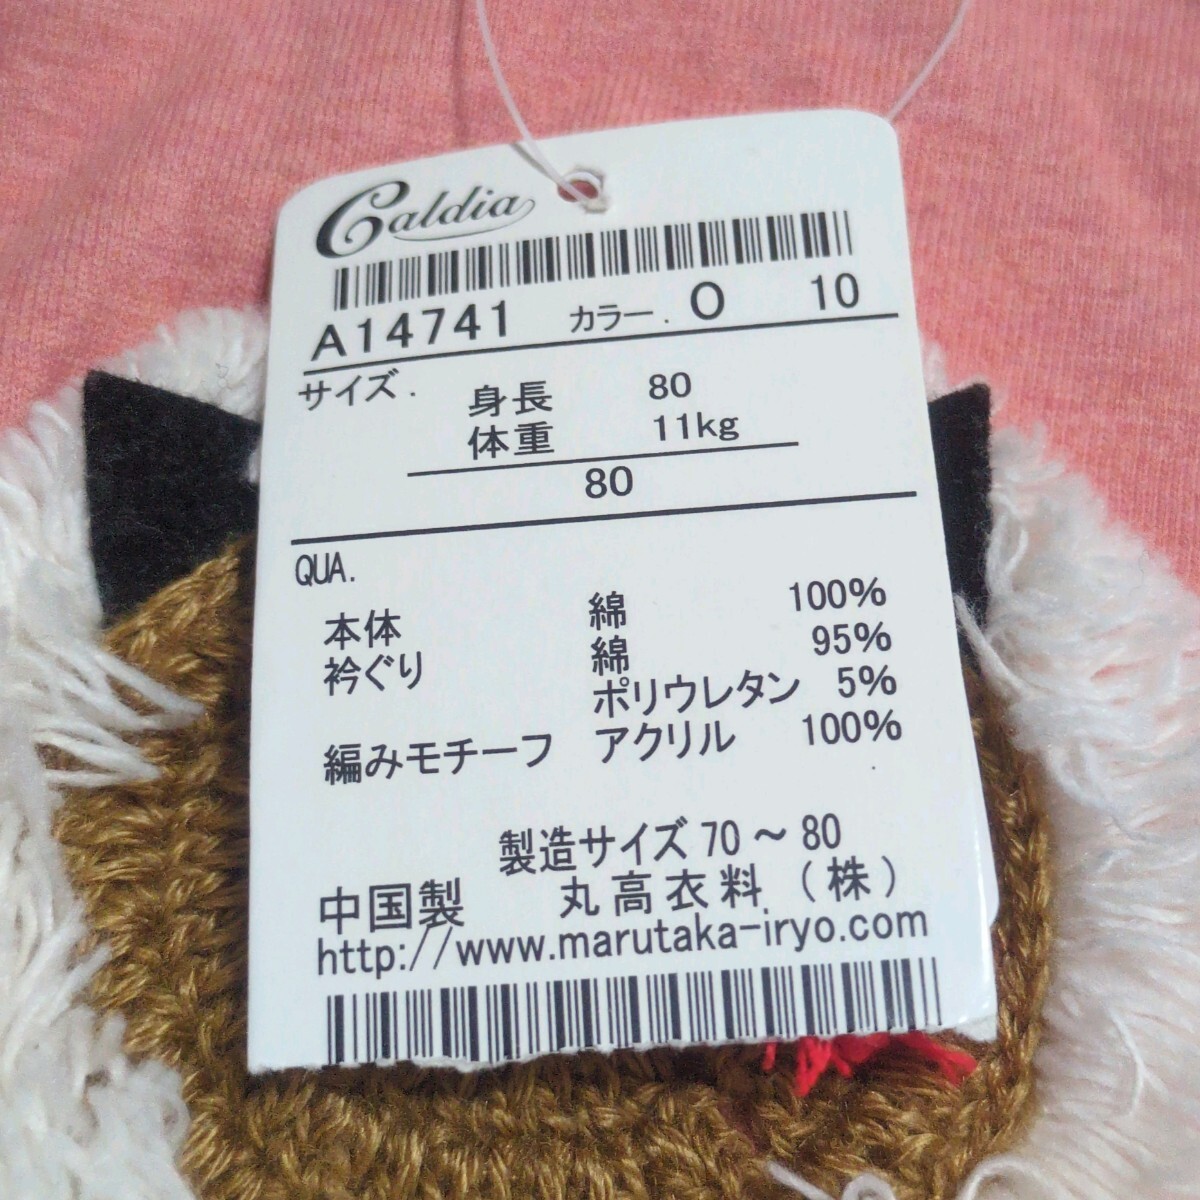 Caldia
A14741 カラー. O 10
サイズ. 身長 80
体重 11kg
80
QUA.
本体 綿 100%
衿ぐり 綿 95%
ポリウレタン 5%
編みモチーフ アクリル 100%
製造サイズ 70～80
中国製 丸高衣料（株）
http://www.marutaka-iryo.com